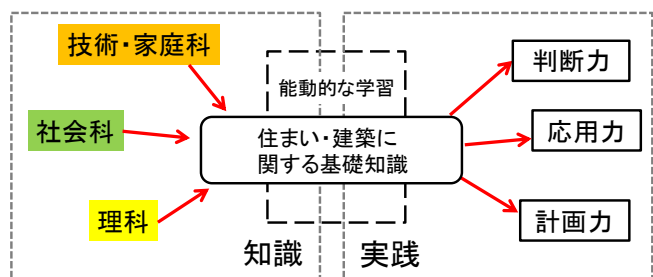 技術・家庭科
社会科
理科
能動的な学習
住まい・建築に
関する基礎知識
判断力
応用力
計画力
知識
実践